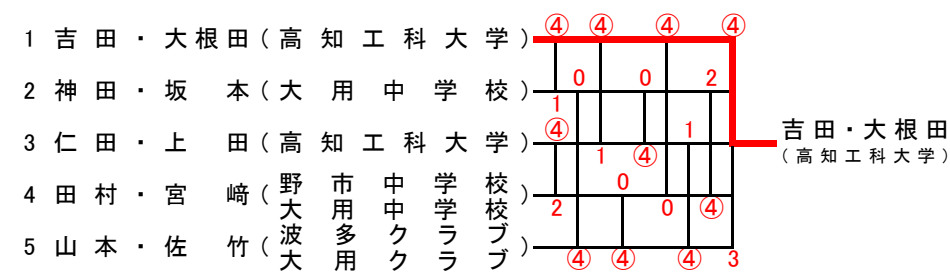 ④ ④ ④ ④
1 吉田・大根田(高知工科大学)
0 0 2
2 神田・坂本(大用中学校)
1
④ 1
3 仁田・上田(高知工科大学)
1 ④
吉田・大根田
(高知工科大学)
0
4 田村・宮﨑(野市中学校
大用中学校)
2 0 ④
5 山本・佐竹(波多クラブ
大用クラブ)
④ ④ ④ 3